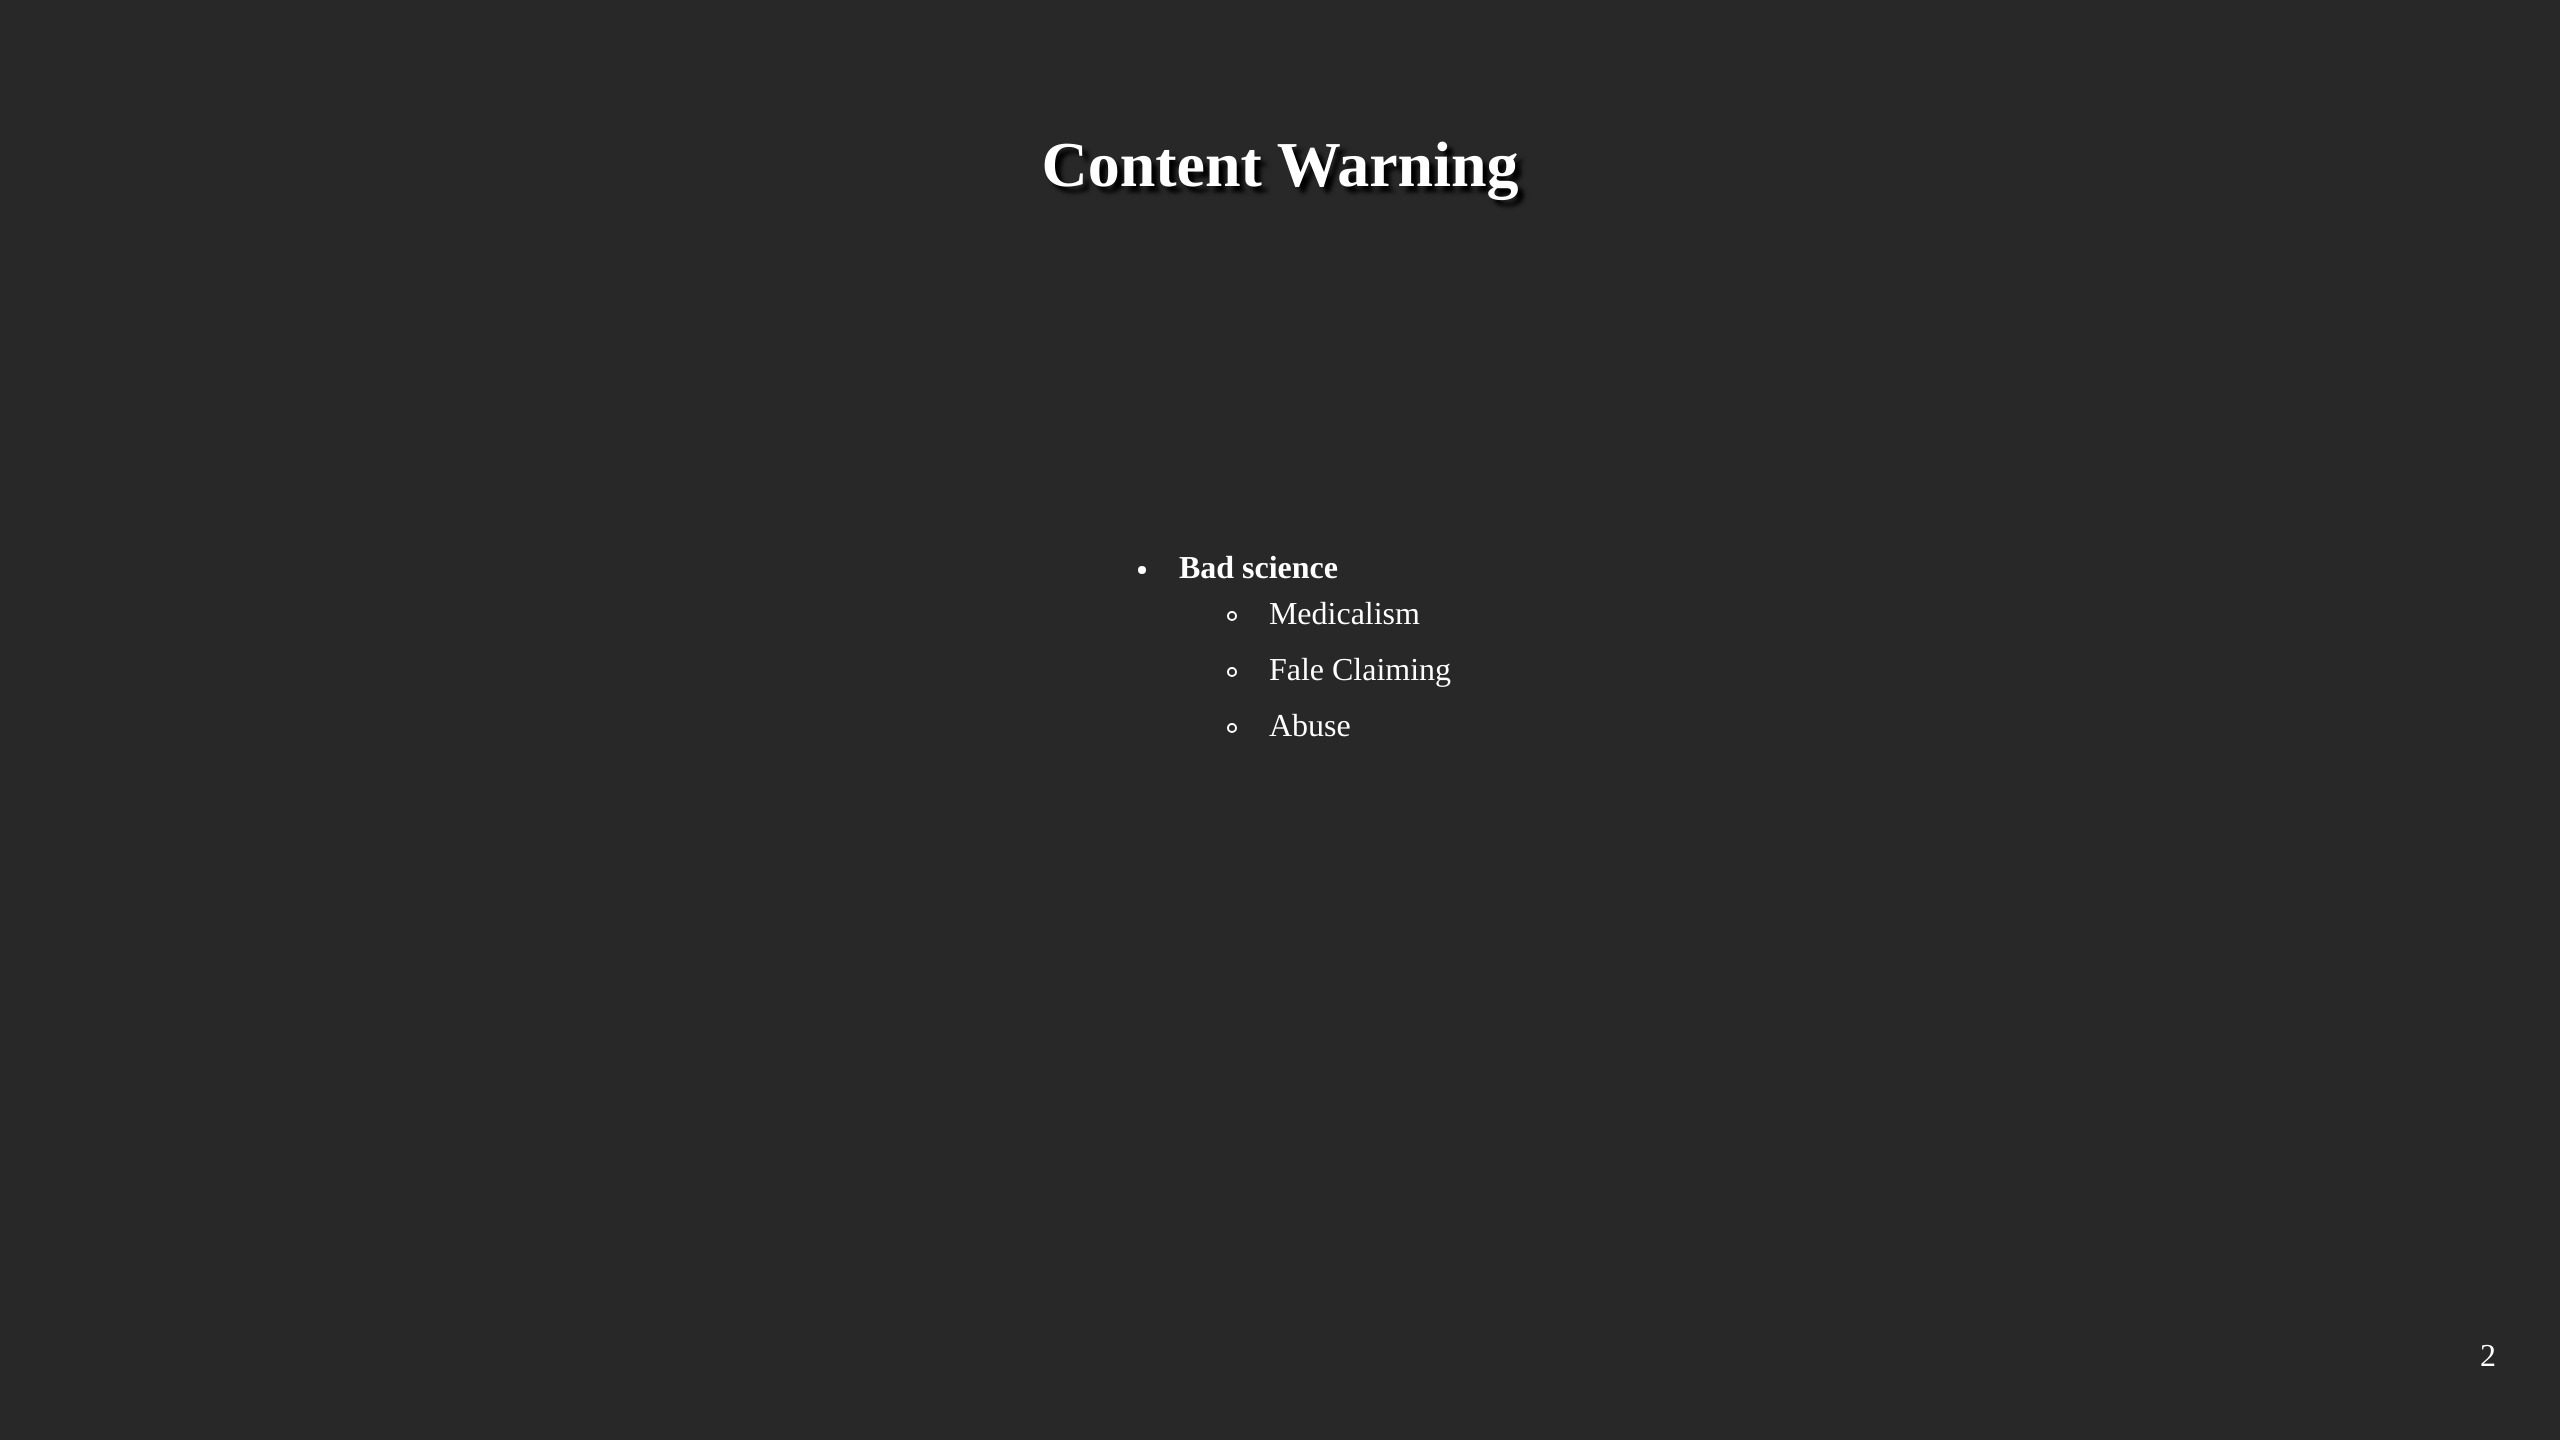 Content Warning
Bad science
Medicalism
Fale Claiming
Abuse
2